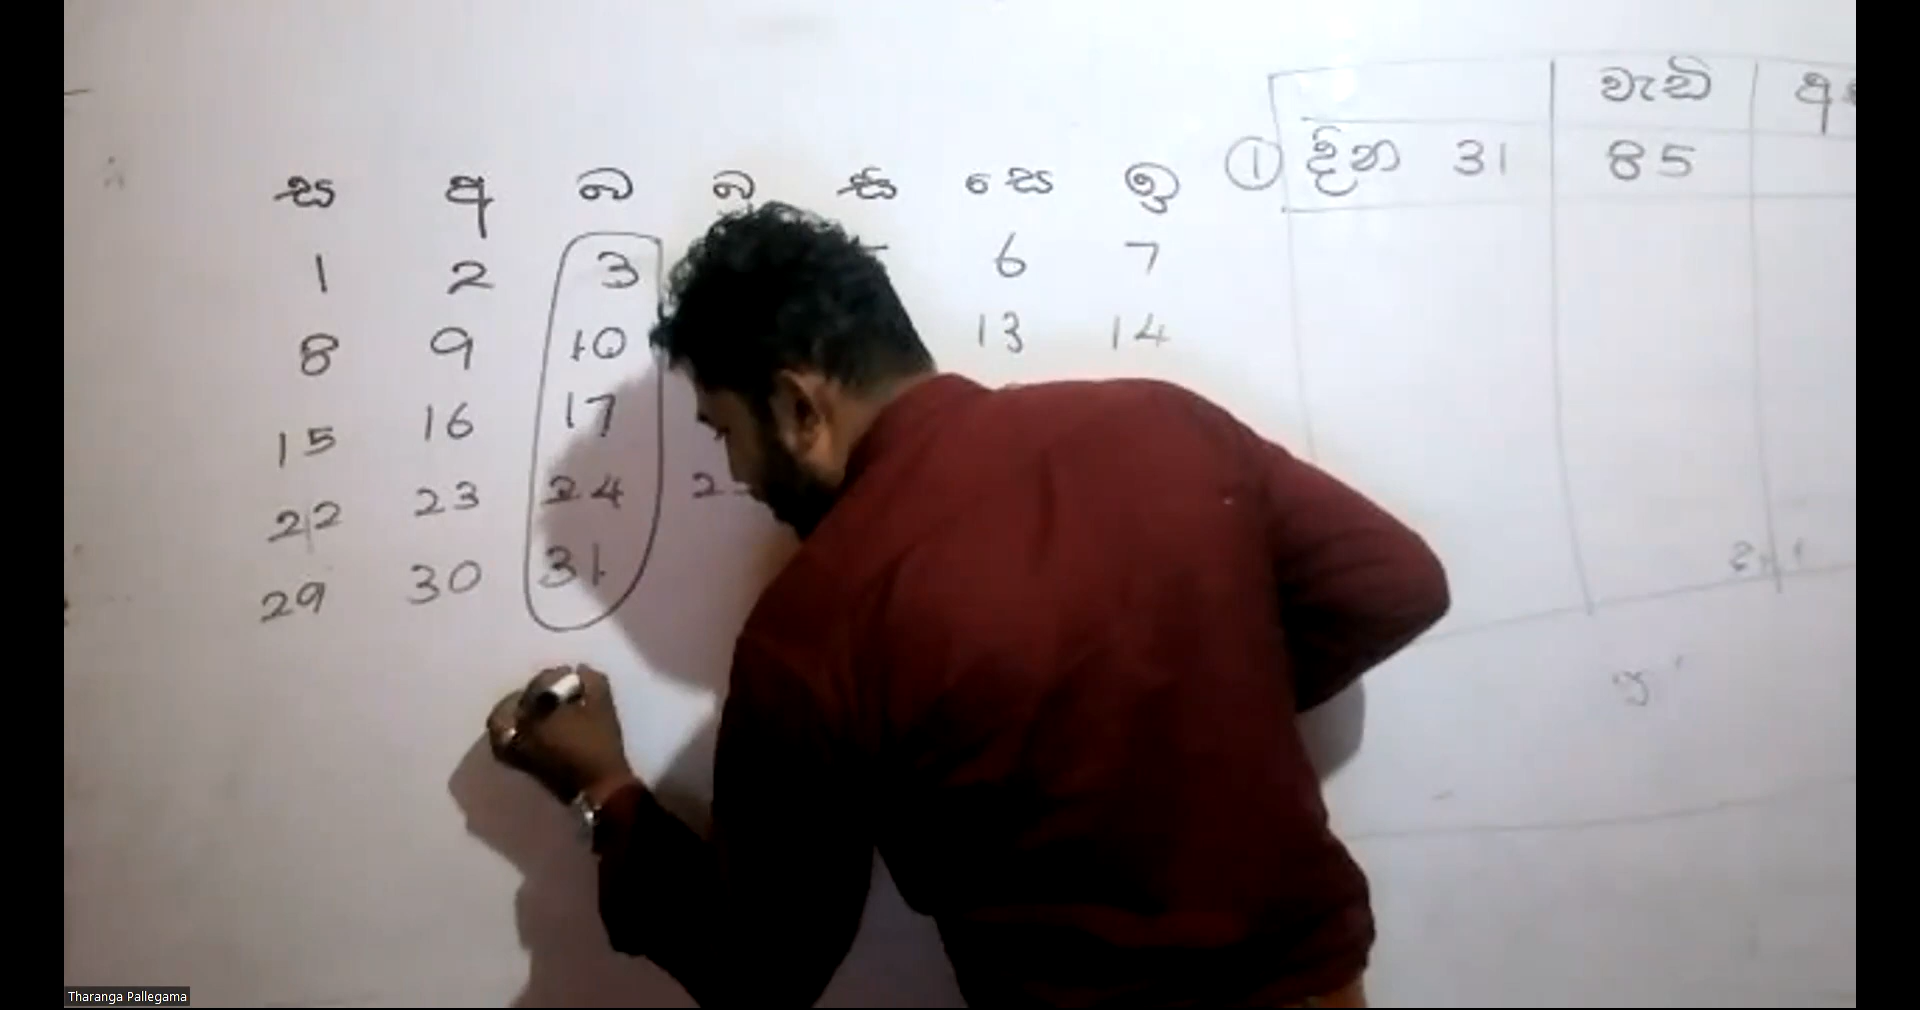 වැඩි
① දින 31 85
ස අ බ බ්‍ර සි සෙ ඉ
1 2 3 6 7
8 9 10 13 14
15 16 17
22 23 24 2
29 30 31
Tharanga Pallegama